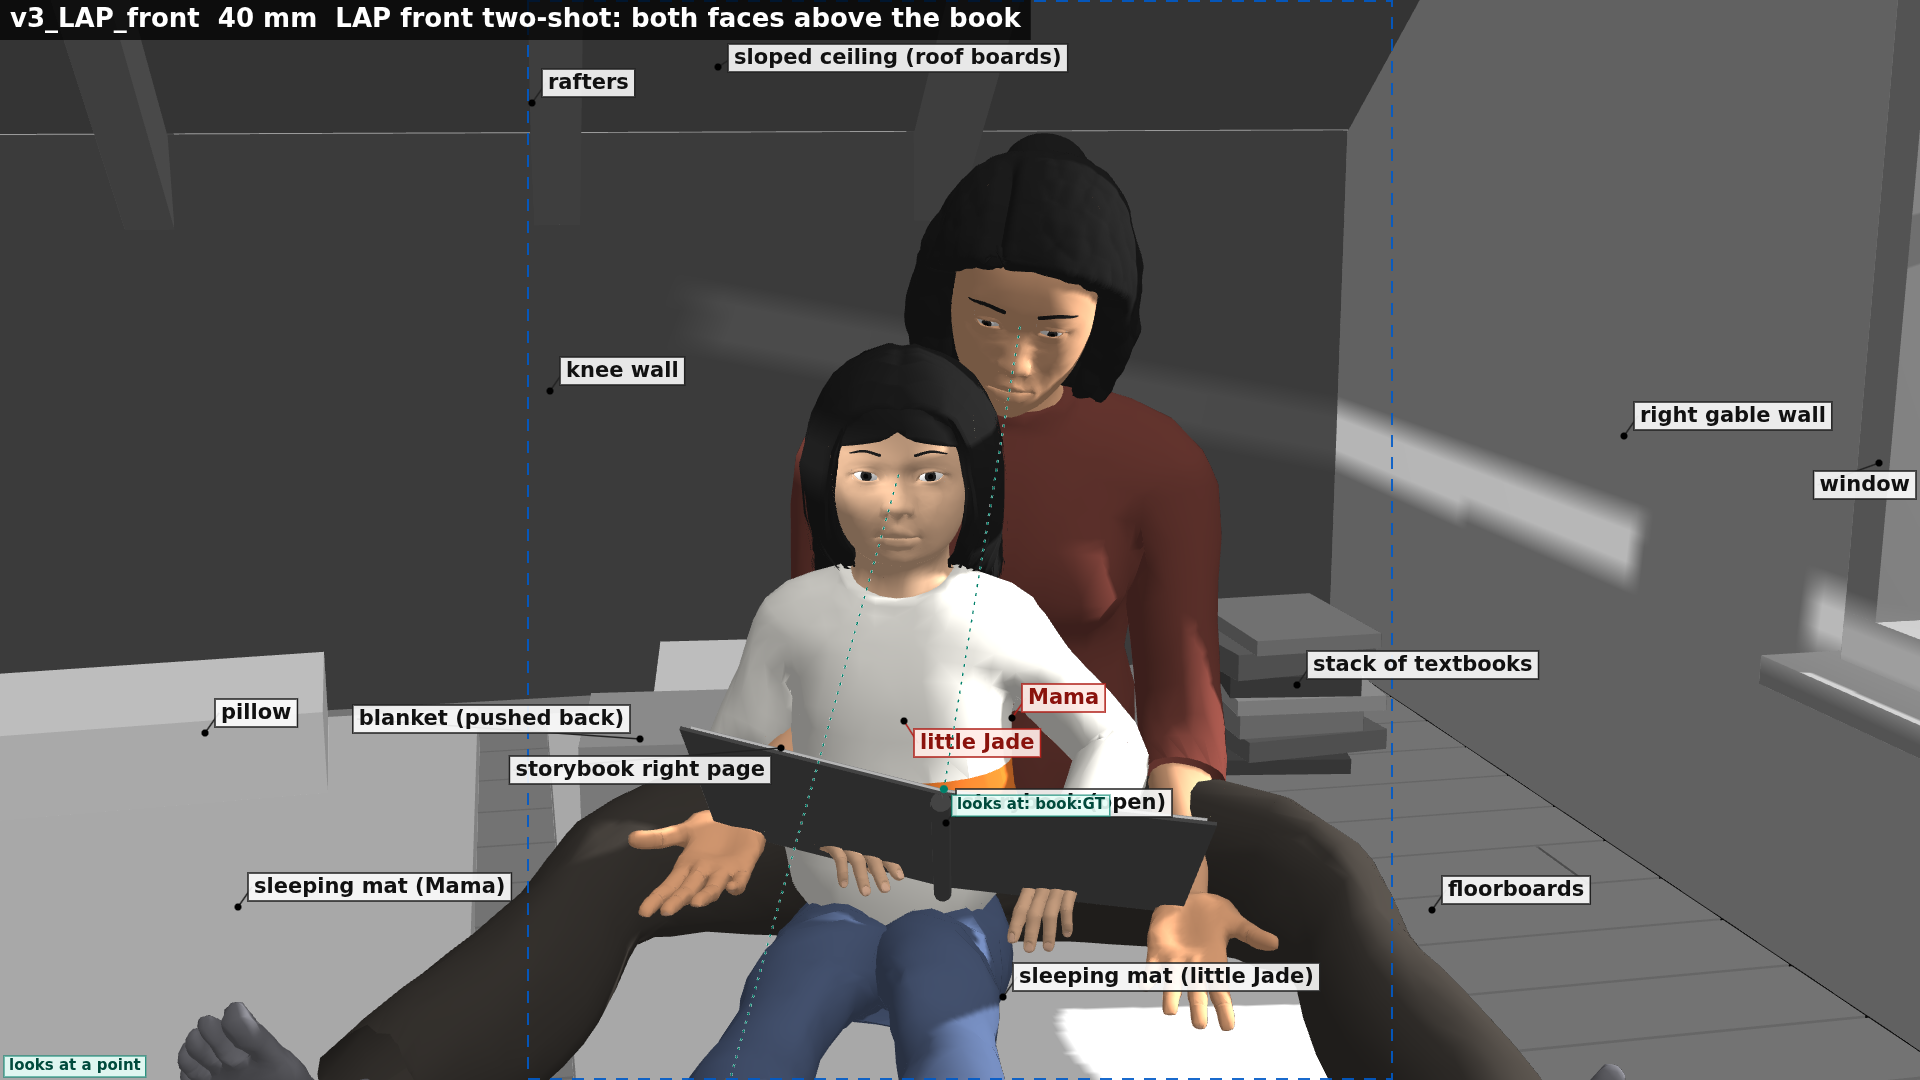 v3_LAP_front 40 mm LAP front two-shot: both faces above the book
sloped ceiling (roof boards)
rafters
knee wall
right gable wall
window
stack of textbooks
pillow
blanket (pushed back)
Mama
little Jade
storybook right page
looks at: book:GT
pen)
sleeping mat (Mama)
floorboards
sleeping mat (little Jade)
looks at a point